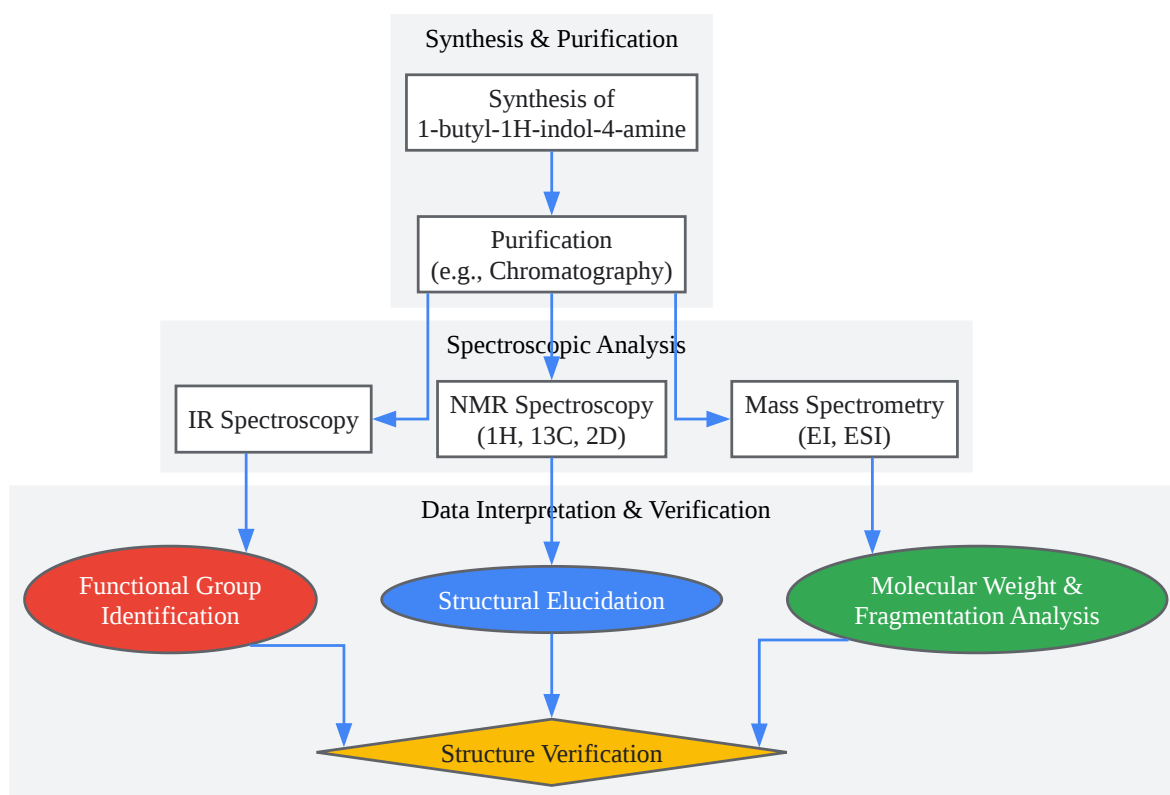 Synthesis & Purification
Synthesis of
1-butyl-1H-indol-4-amine
Purification
(e.g., Chromatography)
Spectroscopic Analysis
IR Spectroscopy
NMR Spectroscopy
(1H, 13C, 2D)
Mass Spectrometry
(EI, ESI)
Data Interpretation & Verification
Functional Group
Identification
Structural Elucidation
Molecular Weight &
Fragmentation Analysis
Structure Verification